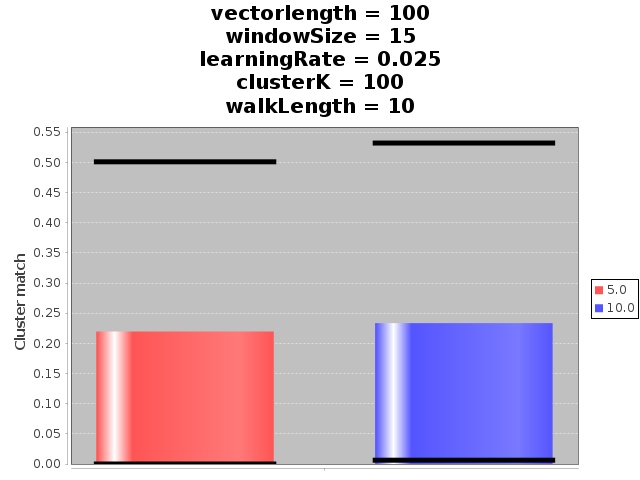 vectorlength = 100
windowSize = 15
learningRate = 0.025
clusterK = 100
walkLength = 10
0.55
0.50
0.45
0.40
0.35
0.30
0.25
0.20
0.15
0.10
0.05
0.00
Cluster match
5.0
10.0